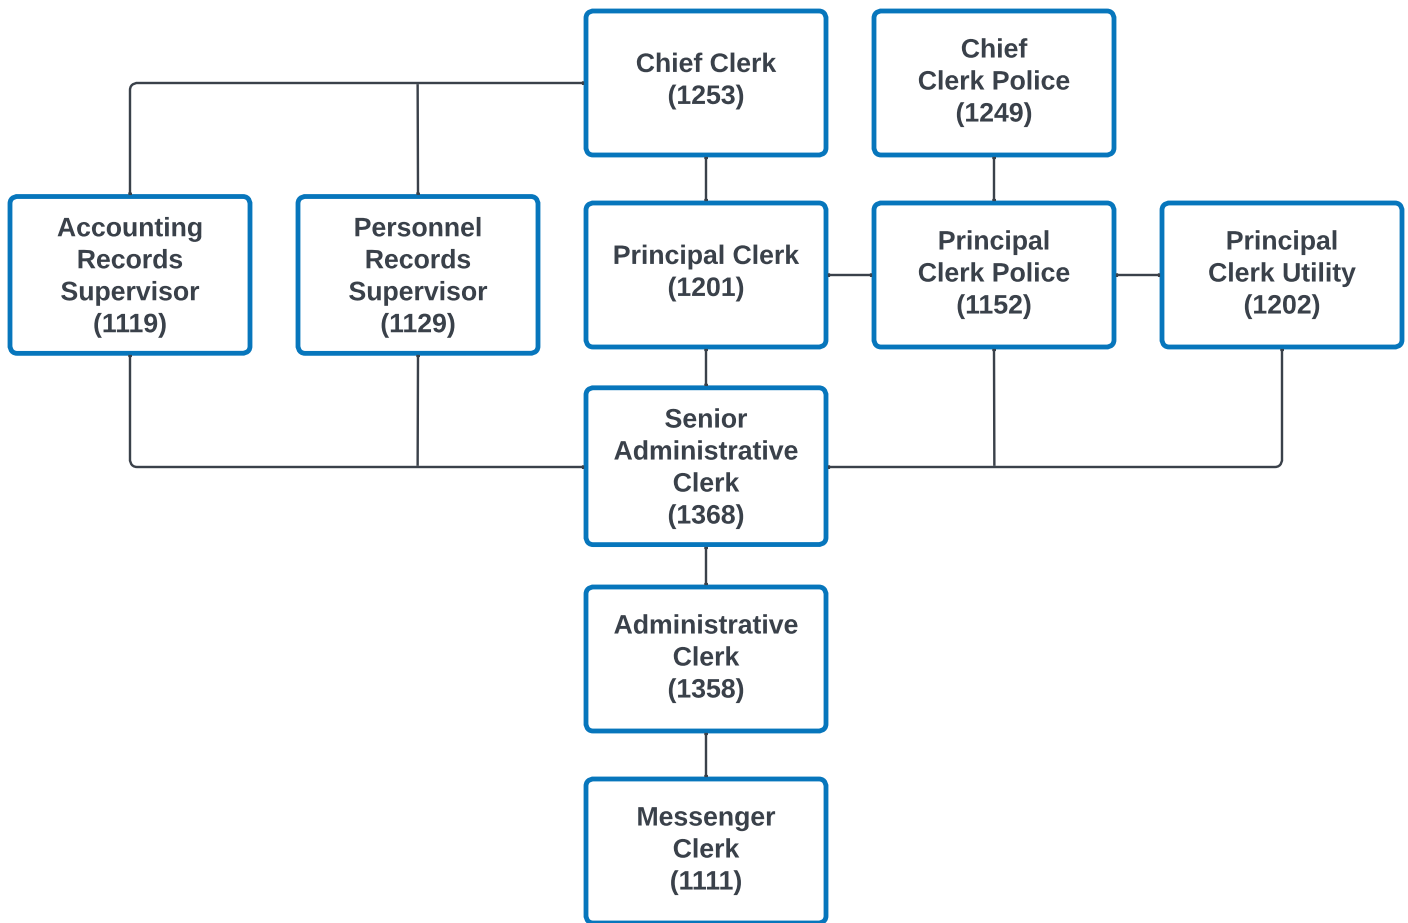 Chief Clerk
(1253)
Chief
Clerk Police
(1249)
Accounting
Records
Supervisor
(1119)
Personnel
Records
Supervisor
(1129)
Principal Clerk
(1201)
Principal
Clerk Police
(1152)
Principal
Clerk Utility
(1202)
Senior
Administrative
Clerk
(1368)
Administrative
Clerk
(1358)
Messenger
Clerk
(1111)